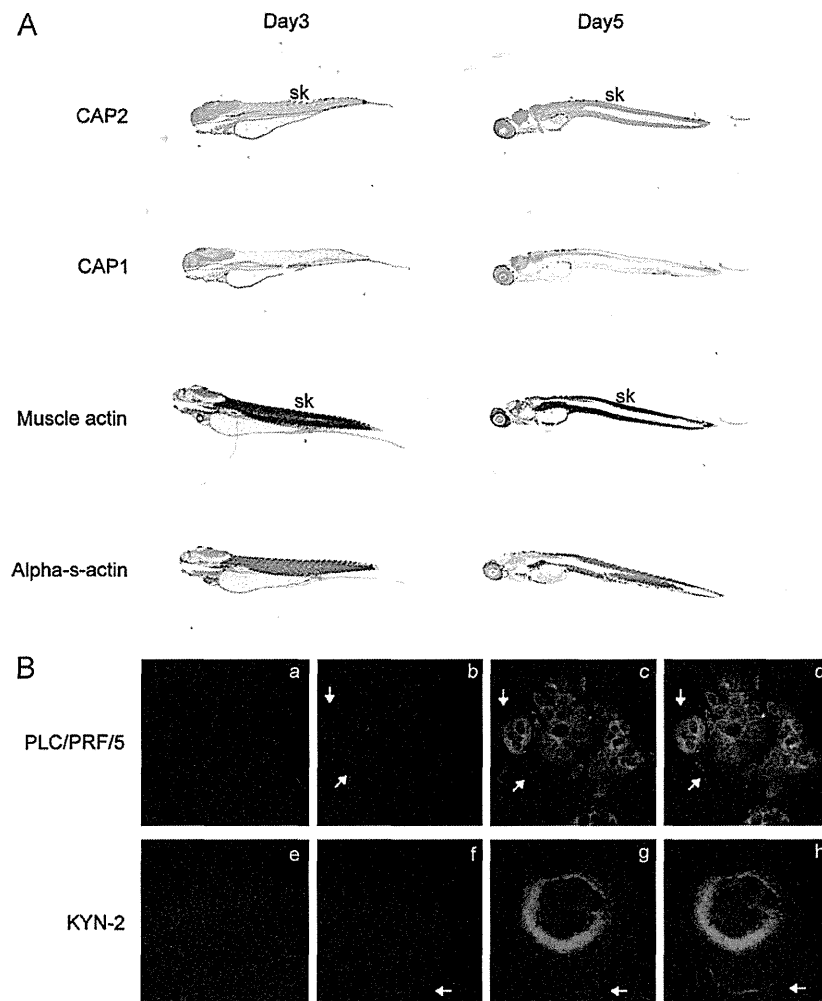 A
Day3 Day5
CAP2 sk sk
CAP1
Muscle actin sk sk
Alpha-s-actin
B
a b c d
PLC/PRF/5
e f g h
KYN-2